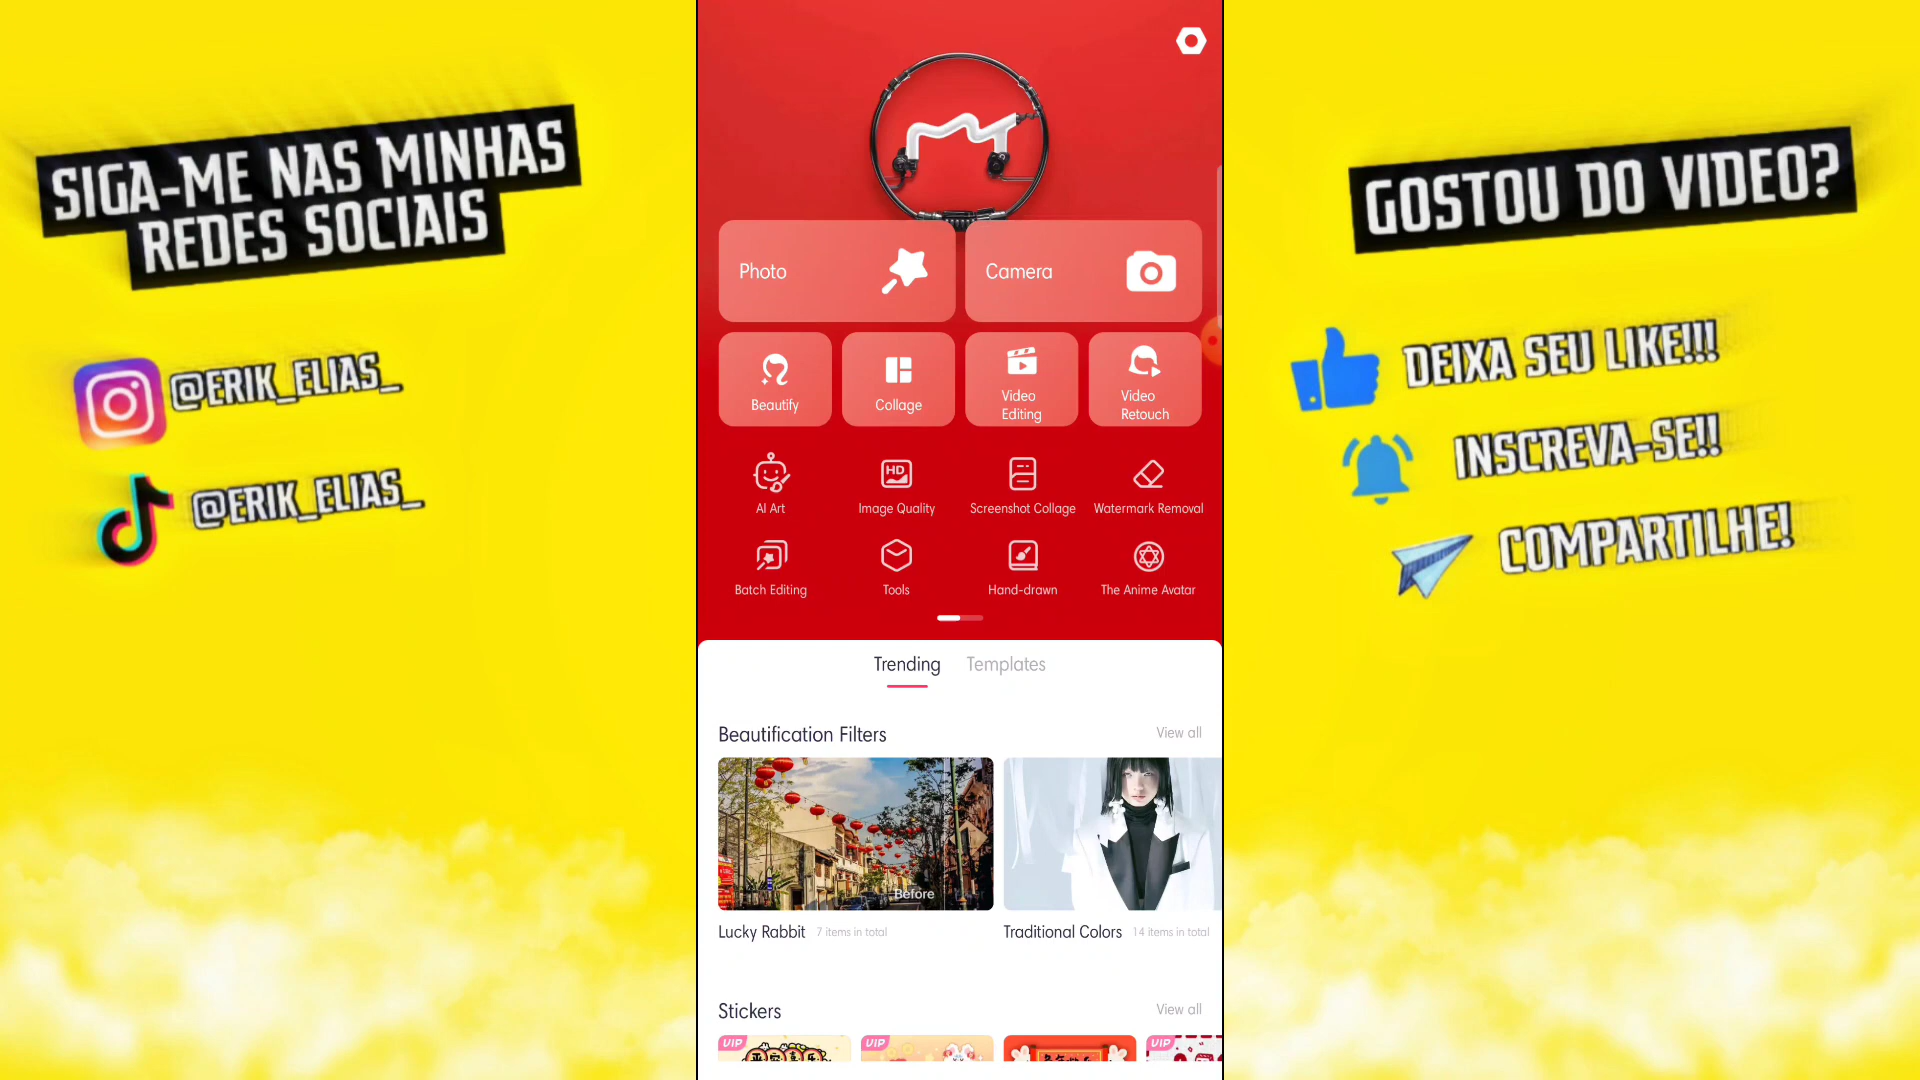 SIGA-ME NAS MINHAS
REDES SOCIAIS
@ERIK_ELIAS_
@ERIK_ELIAS_
Photo
Camera
Beautify
Collage
Video
Editing
Video
Retouch
AI Art
HD
Image Quality
Screenshot Collage
Watermark Removal
Batch Editing
Tools
Hand-drawn
The Anime Avatar
Trending
Templates
Beautification Filters
View all
Before
Lucky Rabbit
7 items in total
Traditional Colors
14 items in total
Stickers
View all
VIP
VIP
VIP
GOSTOU DO VIDEO?
DEIXA SEU LIKE!!!
INSCREVA-SE!!
COMPARTILHE!